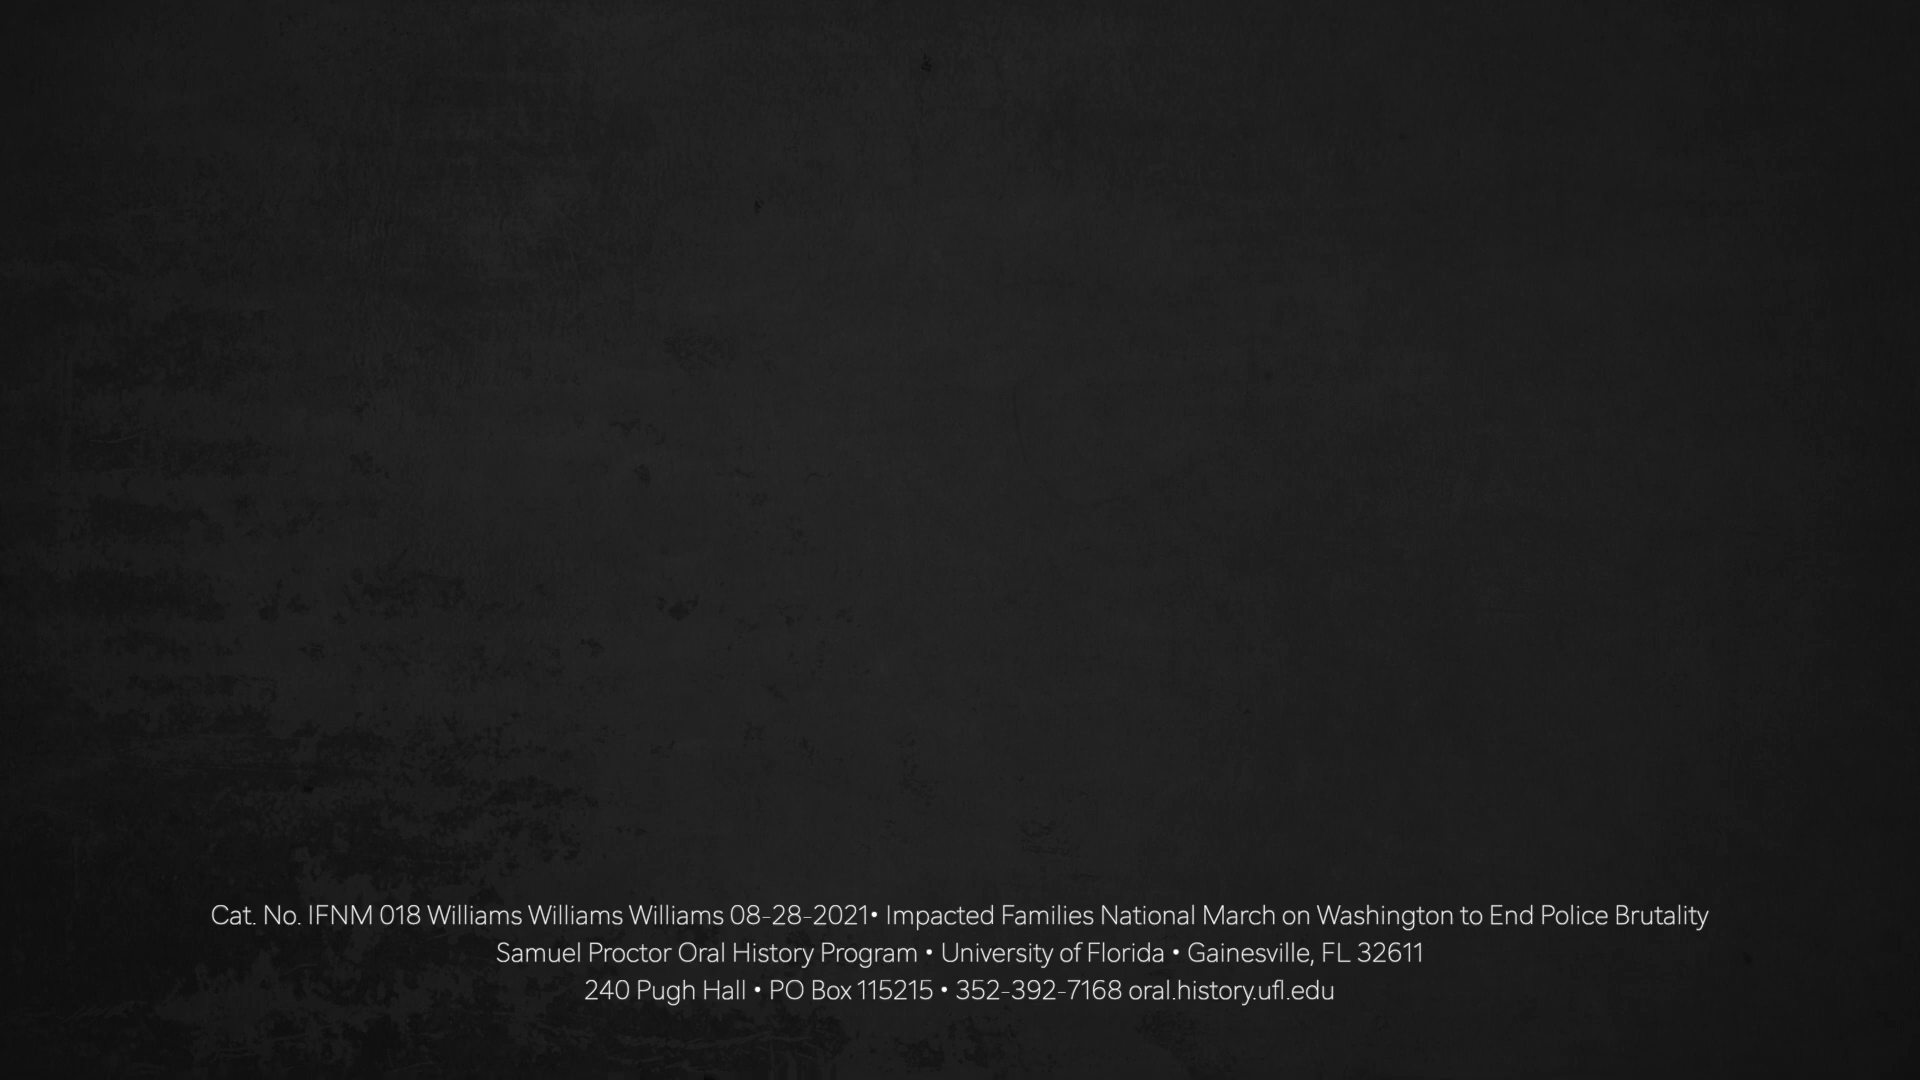 Cat. No. IFNM 018 Williams Williams Williams 08-28-2021• Impacted Families National March on Washington to End Police Brutality
Samuel Proctor Oral History Program • University of Florida • Gainesville, FL 32611
240 Pugh Hall • PO Box 115215 • 352-392-7168 oral.history.ufl.edu